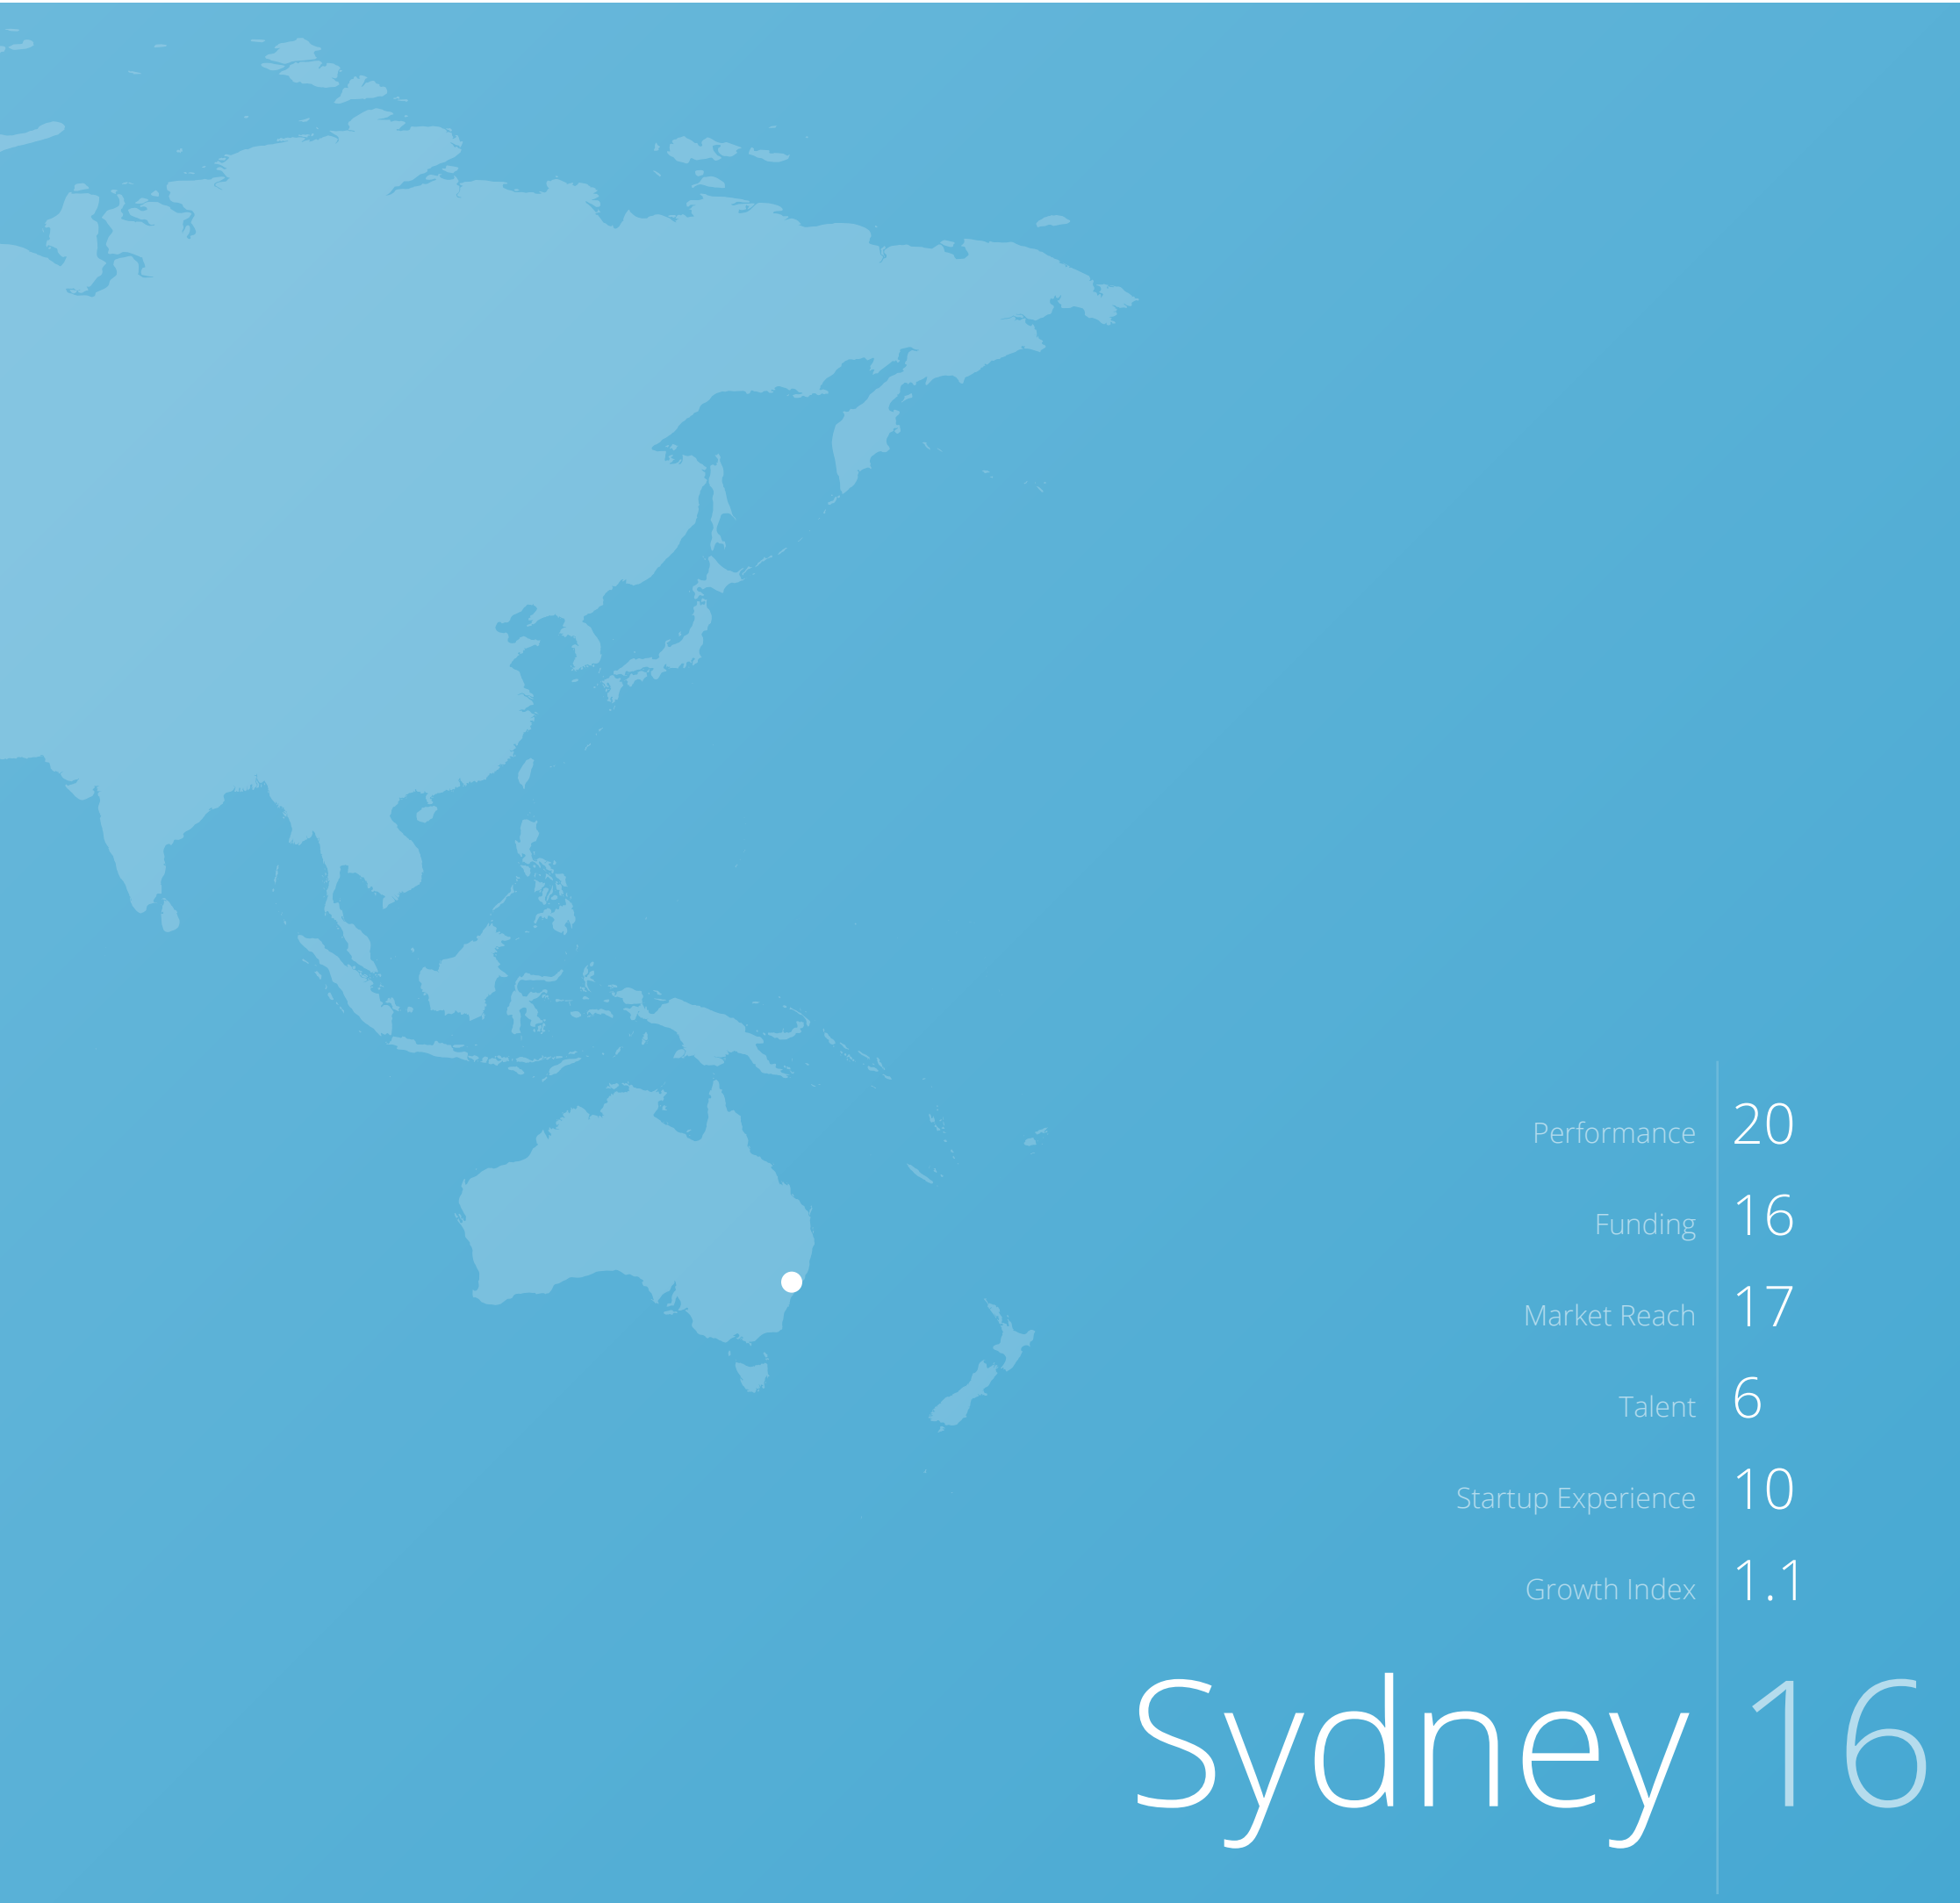 Performance 20
Funding 16
Market Reach 17
Talent 6
Startup Experience 10
Growth Index 1.1
Sydney 16